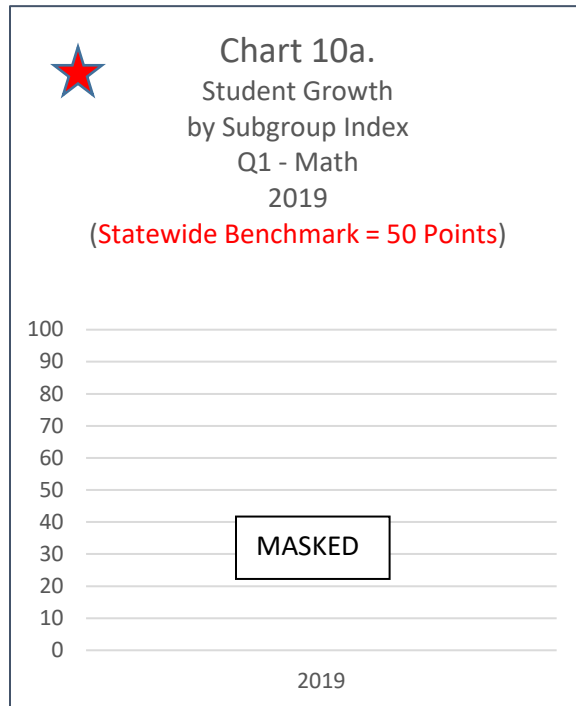 Chart 10a.
Student Growth
by Subgroup Index
Q1 - Math
2019
(Statewide Benchmark = 50 Points)
100
90
80
70
60
50
40
30
20
10
0
MASKED
2019